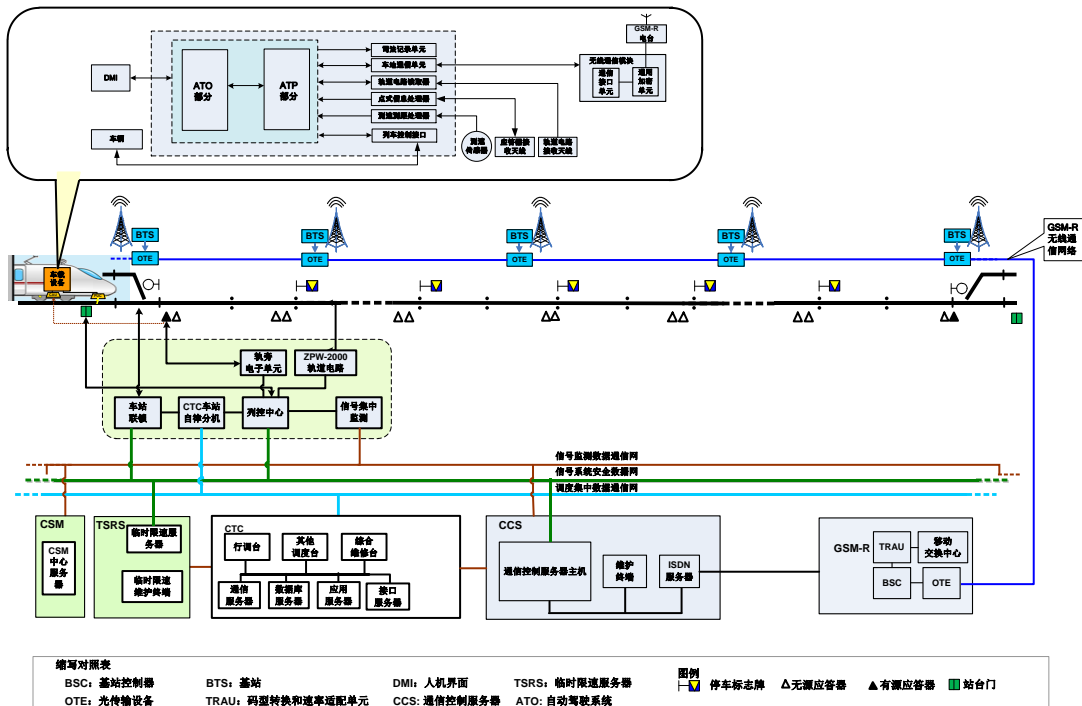 GSM-R
电台
司法记录单元
车站通信单元
无线通信模块
DMI
ATO
部分
ATP
部分
轨道电路读取器
通信
接口
单元
通用
加密
单元
点式信息处理器
测速测距处理器
车辆
列车控制接口
测速
传感器
应答器接
收天线
轨道电路
接收天线
BTS
BTS
BTS
BTS
BTS
GSM-R
无线通
信网络
OTE
OTE
OTE
OTE
OTE
车载
设备
轨旁
电子单元
ZPW-2000
轨道电路
车站
联锁
CTC车站
自律分机
列控中心
信号集中
监测
信号监测数据通信网
信号系统安全数据网
调度集中数据通信网
CSM
CSM
中心
服务
器
TSRS
临时限速服
务器
临时限速
维护终端
CTC
行调台
其他
调度台
综合
维修台
通信
服务器
数据库
服务器
应用
服务器
接口
服务器
CCS
通信控制服务器主机
维护
终端
ISDN
服务器
GSM-R
TRAU
移动
交换中心
BSC
OTE
缩写对照表
BSC：基站控制器
BTS：基站
DMI：人机界面
TSRS：临时限速服务器
OTE：光传输设备
TRAU：码型转换和速率适配单元
CCS: 通信控制服务器
ATO: 自动驾驶系统
图例
停车标志牌
无源应答器
有源应答器
站台门